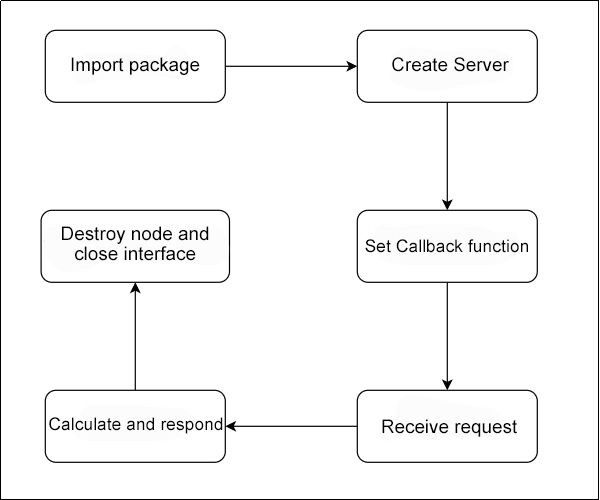 Import package
Create Server
Set Callback function
Receive request
Calculate and respond
Destroy node and
close interface